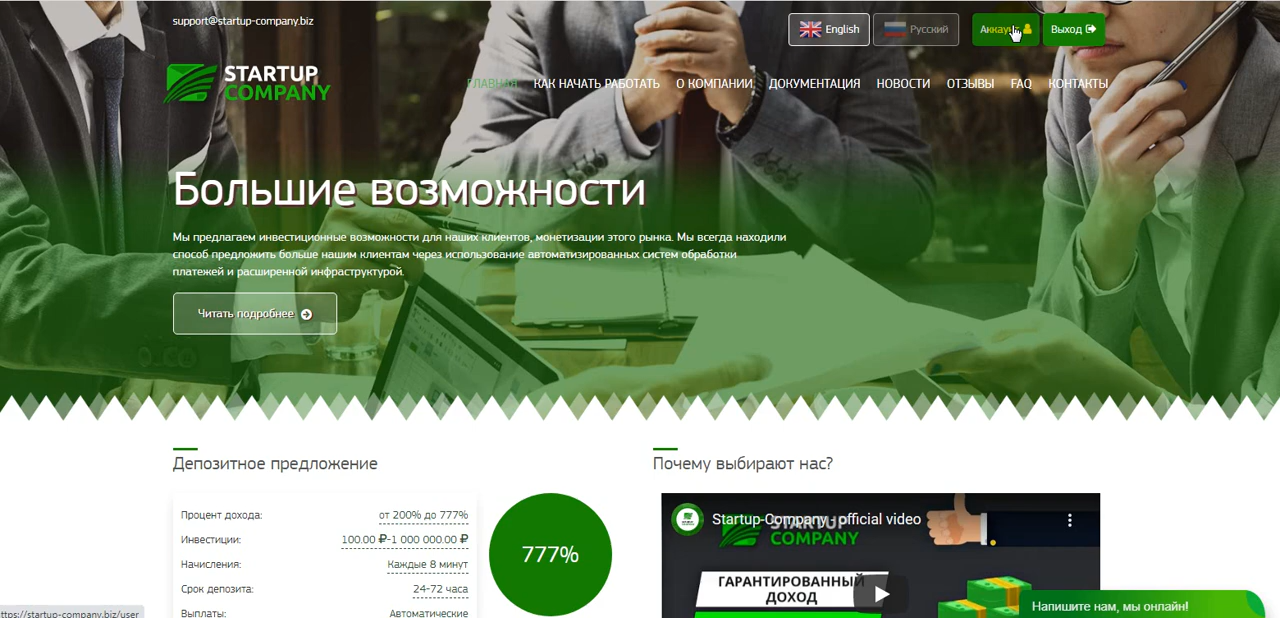 support@startup-company.biz
English
Русский
Аккаунт
Выход
STARTUP
COMPANY
ГЛАВНАЯ
КАК НАЧАТЬ РАБОТАТЬ
О КОМПАНИИ
ДОКУМЕНТАЦИЯ
НОВОСТИ
ОТЗЫВЫ
FAQ
КОНТАКТЫ
Большие возможности
Мы предлагаем инвестиционные возможности для наших клиентов, монетизации этого рынка. Мы всегда находили
способ предложить больше нашим клиентам через использование автоматизированных систем обработки
платежей и расширенной инфраструктурой.
Читать подробнее
Депозитное предложение
Процент дохода: от 200% до 777%
Инвестиции: 100.00 ₽-1 000 000.00 ₽
Начисления: Каждые 8 минут
Срок депозита: 24-72 часа
Выплаты: Автоматические
777%
Почему выбирают нас?
Startup-Company - official video
STARTUP
COMPANY
ГАРАНТИРОВАННЫЙ
ДОХОД
Напишите нам, мы онлайн!
ttps://startup-company.biz/user